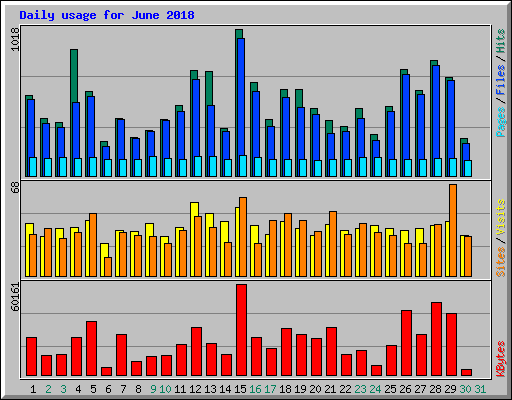 Daily usage for June 2018
1018
Pages / Files / Hits
68
Sites / Visits
60161
KBytes
1 2 3 4 5 6 7 8 9 10 11 12 13 14 15 16 17 18 19 20 21 22 23 24 25 26 27 28 29 30 31